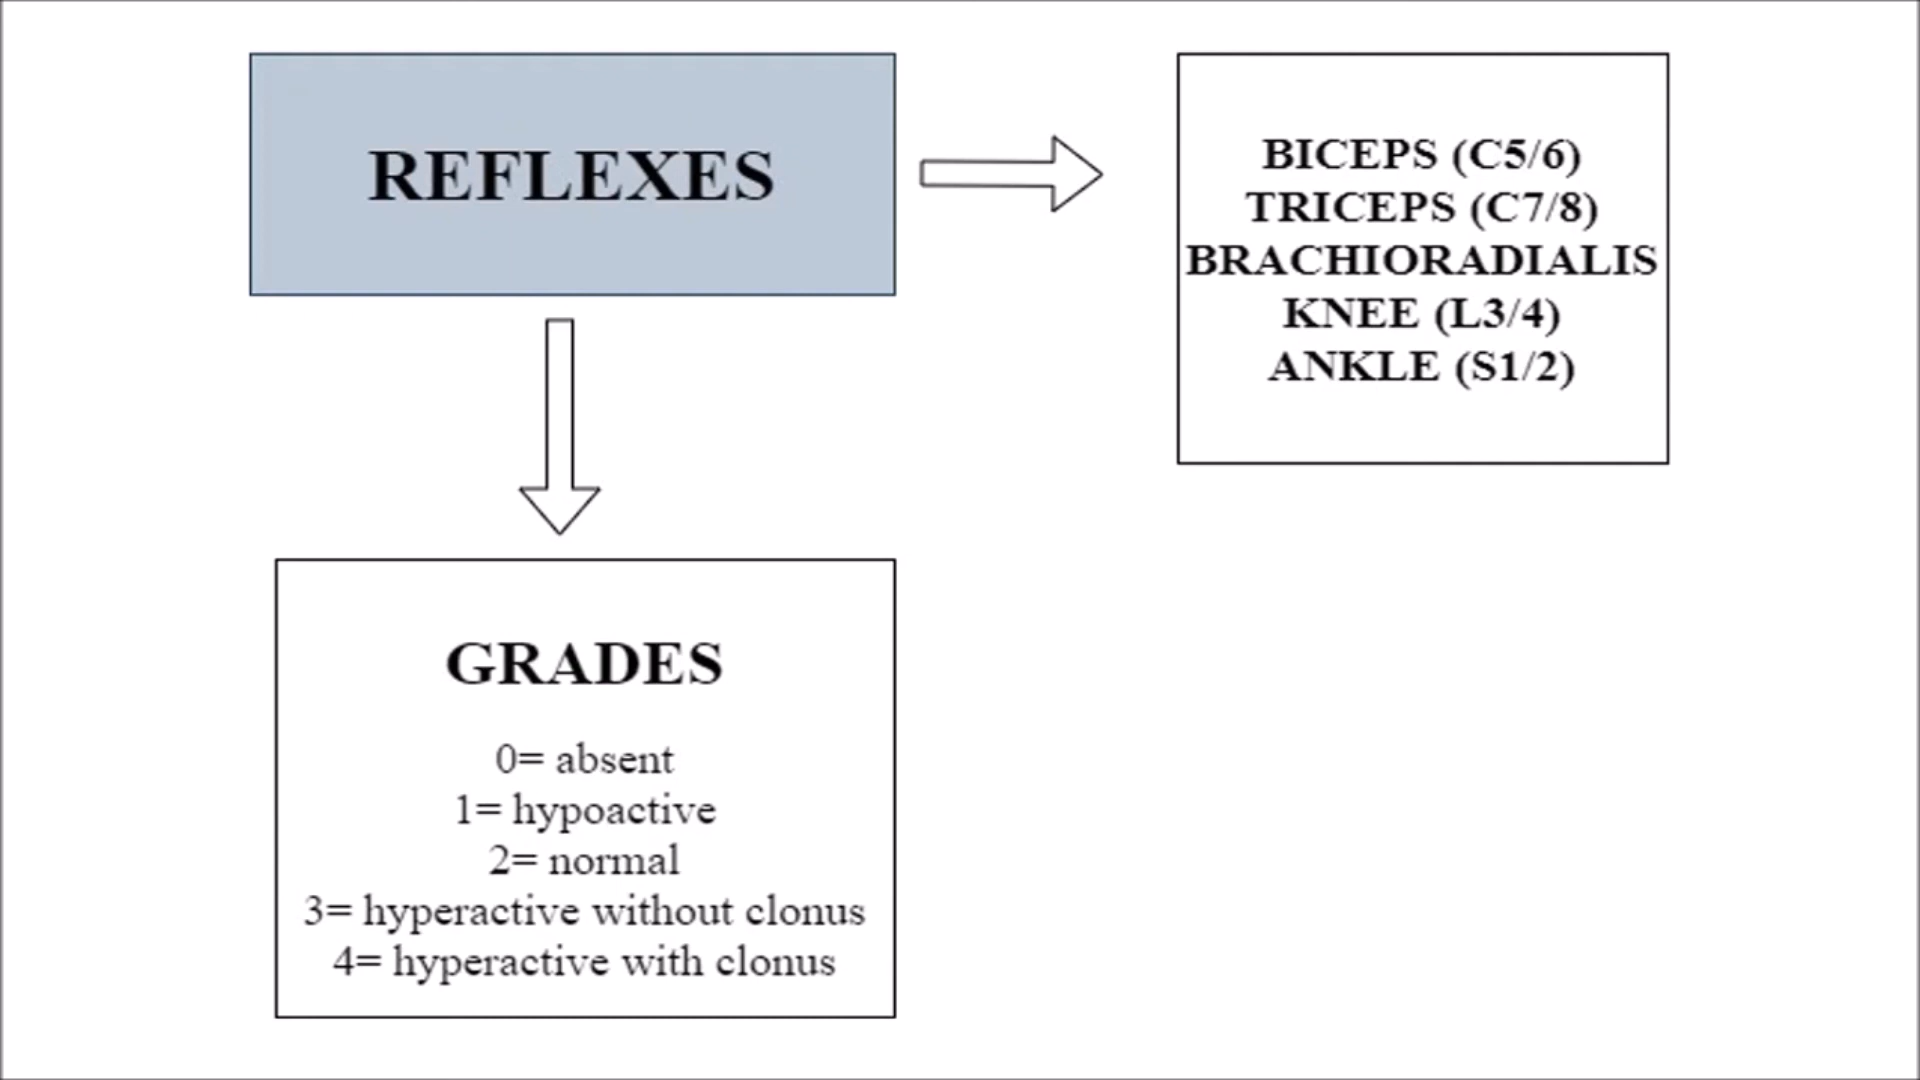 REFLEXES
BICEPS (C5/6)
TRICEPS (C7/8)
BRACHIORADIALIS
KNEE (L3/4)
ANKLE (S1/2)
GRADES
0= absent
1= hypoactive
2= normal
3= hyperactive without clonus
4= hyperactive with clonus